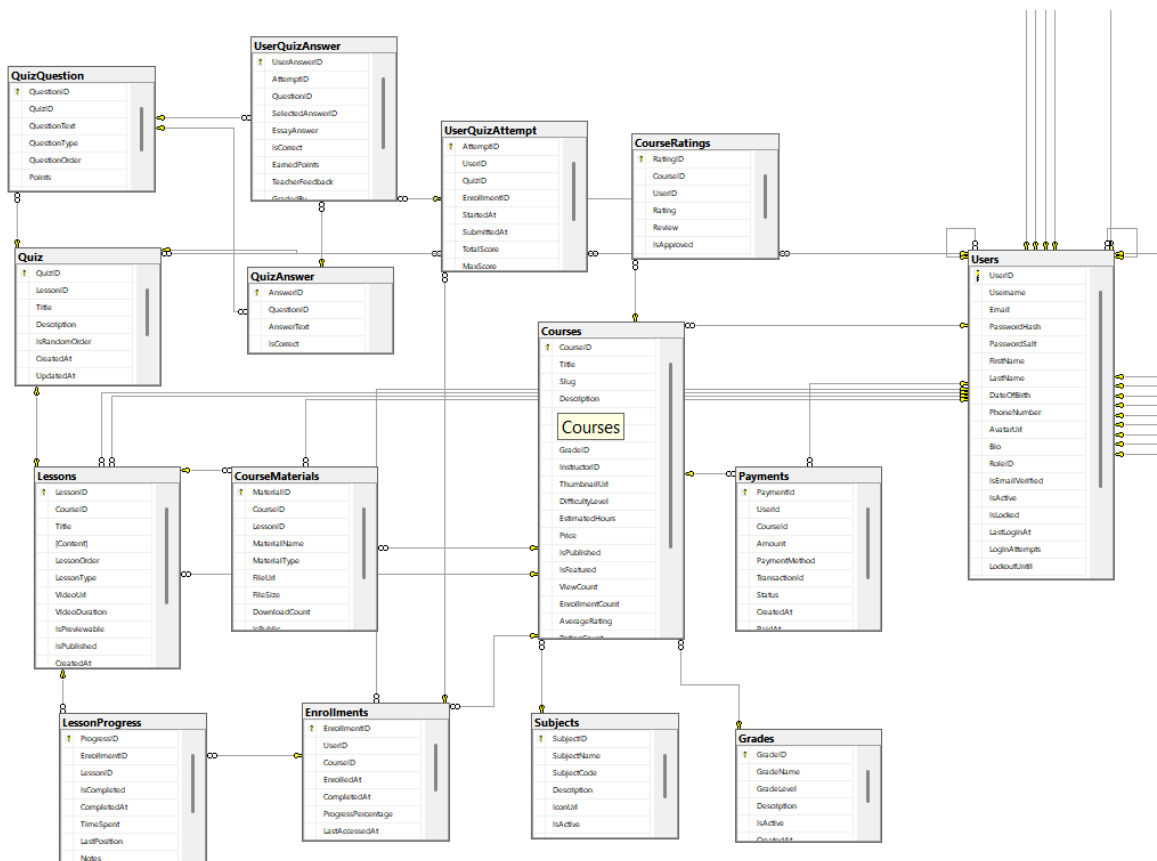 UserQuizAnswer
UserAnswerID
AttemptID
QuestionID
SelectedAnswerID
EssayAnswer
IsCorrect
EarnedPoints
TeacherFeedback
GradedBy
QuizQuestion
QuestionID
QuizID
QuestionText
QuestionType
QuestionOrder
Points
UserQuizAttempt
AttemptID
UserID
QuizID
EnrollmentID
StartedAt
SubmittedAt
TotalScore
MaxScore
CourseRatings
RatingID
CourseID
UserID
Rating
Review
IsApproved
Quiz
QuizID
LessonID
Title
Description
IsRandomOrder
CreatedAt
UpdatedAt
QuizAnswer
AnswerID
QuestionID
AnswerText
IsCorrect
Users
UserID
Username
Email
PasswordHash
PasswordSalt
FirstName
LastName
DateOfBirth
PhoneNumber
AvatarUrl
Bio
RoleID
IsEmailVerified
IsActive
IsLocked
LastLoginAt
LoginAttempts
LockoutUntil
Courses
CourseID
Title
Slug
Description
Courses
GradeID
InstructorID
ThumbnailUrl
DifficultyLevel
EstimatedHours
Price
IsPublished
IsFeatured
ViewCount
EnrollmentCount
AverageRating
RatingCount
Lessons
LessonID
CourseID
Title
[Content]
LessonOrder
LessonType
VideoUrl
VideoDuration
IsPreviewable
IsPublished
CreatedAt
CourseMaterials
MaterialID
CourseID
LessonID
MaterialName
MaterialType
FileUrl
FileSize
DownloadCount
IsPublic
Payments
PaymentId
UserId
CourseId
Amount
PaymentMethod
TransactionId
Status
CreatedAt
PaidAt
LessonProgress
ProgressID
EnrollmentID
LessonID
IsCompleted
CompletedAt
TimeSpent
LastPosition
Notes
Enrollments
EnrollmentID
UserID
CourseID
EnrolledAt
CompletedAt
ProgressPercentage
LastAccessedAt
Subjects
SubjectID
SubjectName
SubjectCode
Description
IconUrl
IsActive
Grades
GradeID
GradeName
GradeLevel
Description
IsActive
CreatedAt